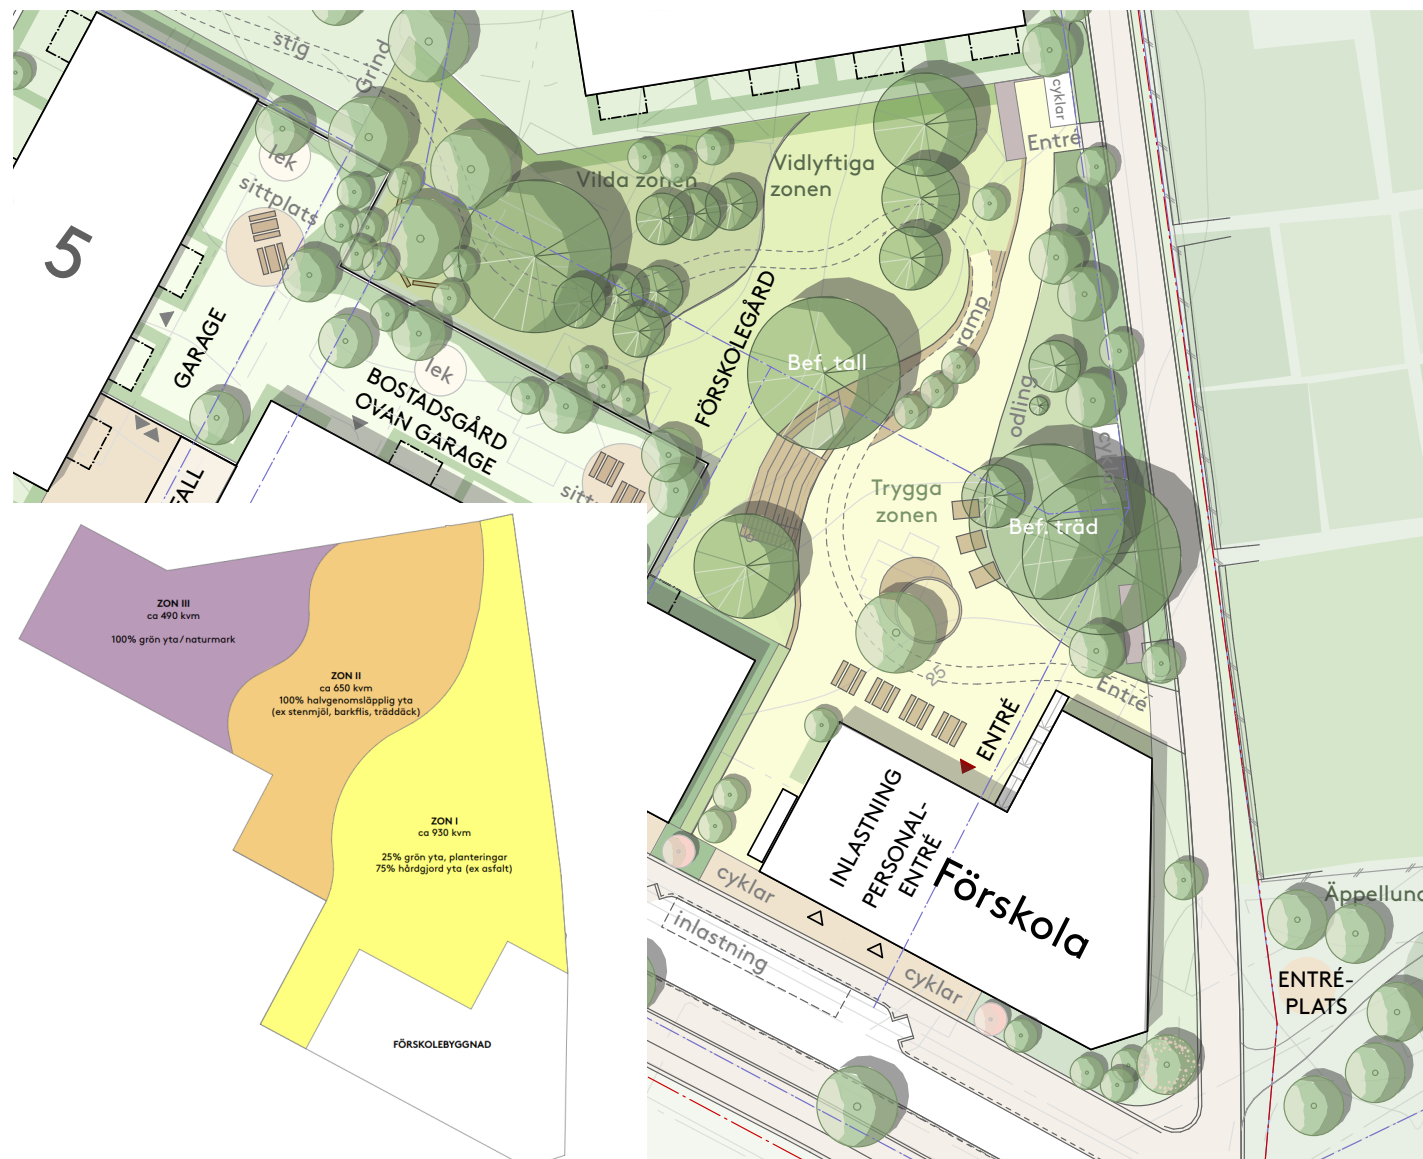 stig
Grind
lek
sittplats
5
GARAGE
lek
BOSTADSGÅRD
OVAN GARAGE
Vilda zonen
Vidlyftiga
zonen
cyklar
Entré
FÖRSKOLEGÅRD
Bef. tall
ramp
odling
Trygga
zonen
Bef. träd
25
Entré
ENTRÉ
INLASTNING
PERSONAL-
ENTRÉ
Förskola
cyklar
inlastning
cyklar
Äppellund
ENTRÉ-
PLATS
ZON III
ca 490 kvm
100% grön yta/naturmark
ZON II
ca 650 kvm
100% halvgenomsläpplig yta
(ex stenmjöl, barkflis, trädäck)
ZON I
ca 930 kvm
25% grön yta, planteringar
75% hårdgjord yta (ex asfalt)
FÖRSKOLEBYGGNAD